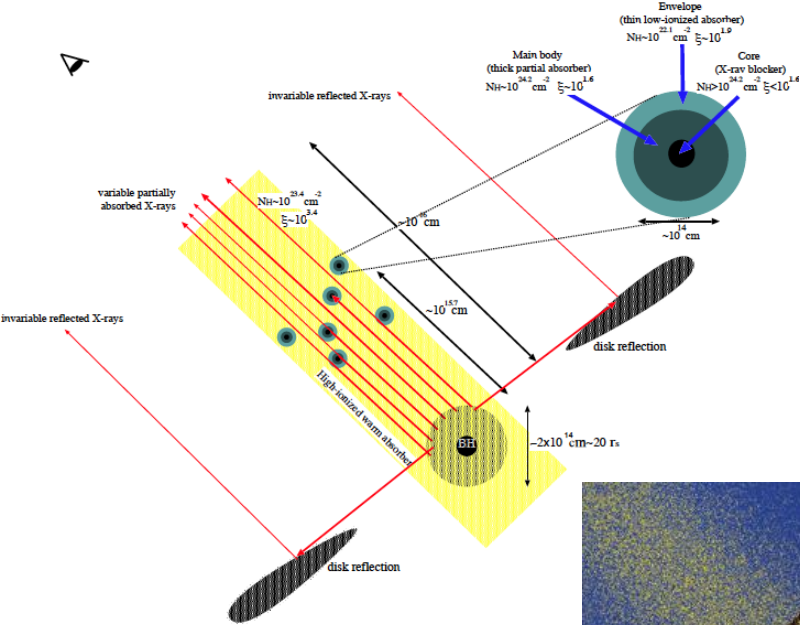 Envelope
(thin low-ionized absorber)
NH~10^22.1 cm^-2 ξ~10^1.9
Main body
(thick partial absorber)
NH~10^24.2 cm^-2 ξ~10^1.6
Core
(X-rav blocker)
NH>10^24.2 cm^-2 ξ<10^1.6
~10^14 cm
invariable reflected X-rays
variable partially
absorbed X-rays
NH~10^23.4 cm^-2
ξ~10^3.4
~10^16 cm
~10^15.7 cm
invariable reflected X-rays
disk reflection
High-ionized warm absorber
BH
~2x10^14 cm~20 rs
disk reflection